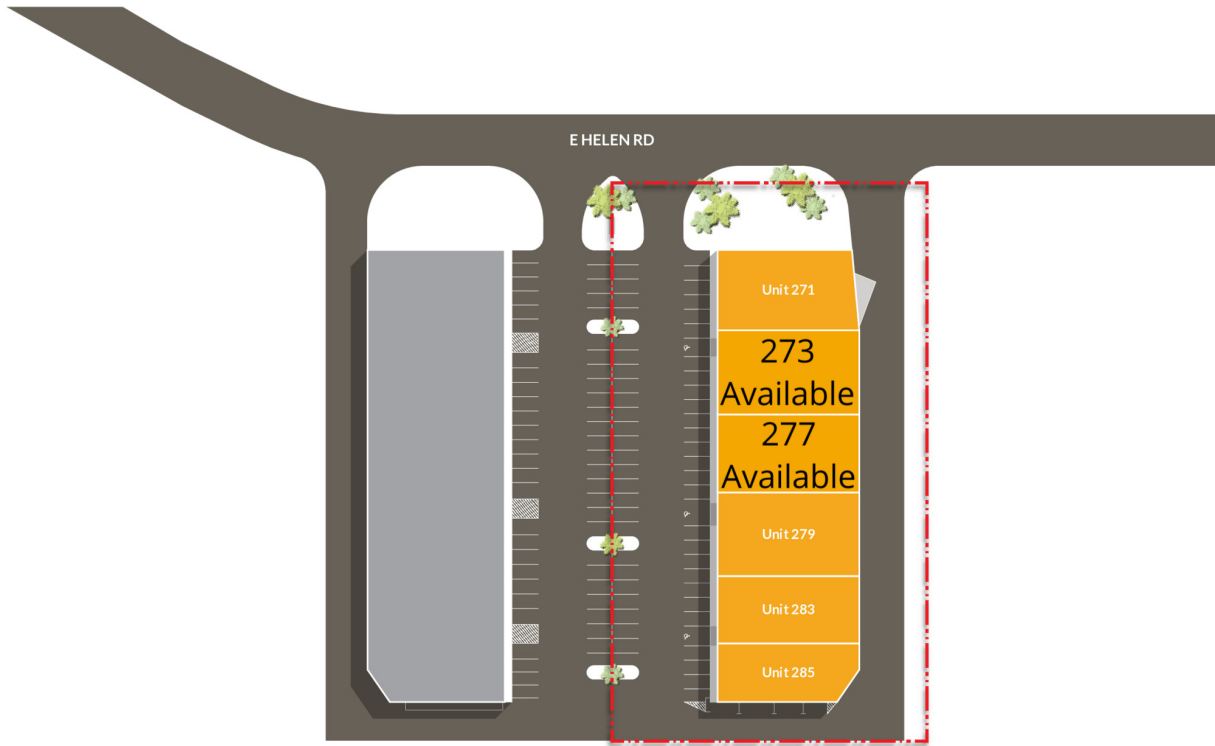 E HELEN RD
Unit 271
273
Available
277
Available
Unit 279
Unit 283
Unit 285